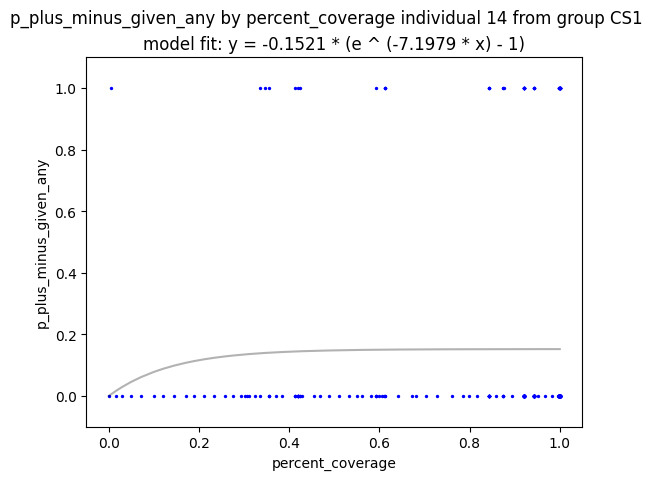 p_plus_minus_given_any by percent_coverage individual 14 from group CS1
model fit: y = -0.1521 * (e ^ (-7.1979 * x) - 1)
1.0
0.8
0.6
0.4
0.2
0.0
p_plus_minus_given_any
0.0 0.2 0.4 0.6 0.8 1.0
percent_coverage